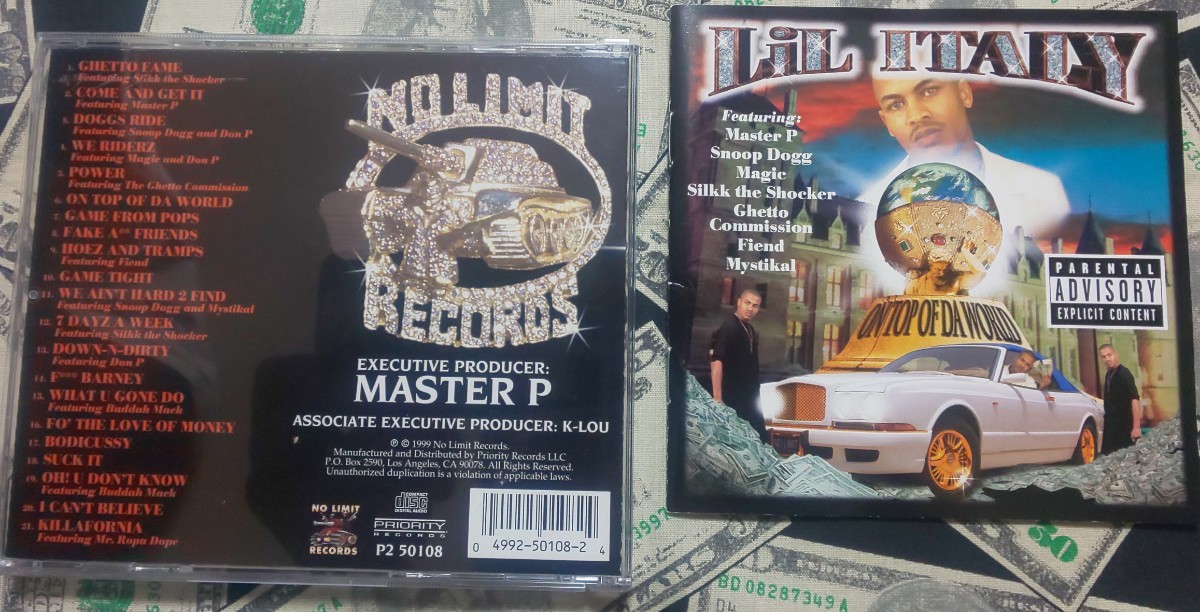 1. GHETTO FAME
Featuring Silkk the Shocker
2. COME AND GET IT
Featuring Master P
3. DOGGS RIDE
Featuring Snoop Dogg and Don P
4. WE RIDERZ
Featuring Magic and Don P
5. POWER
Featuring The Ghetto Commission
6. ON TOP OF DA WORLD
7. GAME FROM POPS
8. FAKE A** FRIENDS
9. HOEZ AND TRAMPS
Featuring Fiend
10. GAME TIGHT
11. WE AIN'T HARD 2 FIND
Featuring Snoop Dogg and Mystikal
12. 7 DAYZ A WEEK
Featuring Silkk the Shocker
13. DOWN-N-DIRTY
Featuring Don P
14. F*** BARNEY
15. WHAT U GONE DO
Featuring Buddah Mack
16. FO' THE LOVE OF MONEY
17. BODICUSSY
18. SUCK IT
19. OH! U DON'T KNOW
Featuring Buddah Mack
20. I CAN'T BELIEVE
21. KILLAFORNIA
Featuring Mr. Ropa Dope
NO LIMIT
RECORDS
EXECUTIVE PRODUCER:
MASTER P
ASSOCIATE EXECUTIVE PRODUCER: K-LOU
℗ © 1999 No Limit Records.
Manufactured and Distributed by Priority Records LLC
P.O. Box 2590, Los Angeles, CA 90078. All Rights Reserved.
Unauthorized duplication is a violation of applicable laws.
NO LIMIT
RECORDS
COMPACT
disc
DIGITAL AUDIO
PRIORITY
RECORDS
P2 50108
0 4992-50108-2 4
LiL ITALY
Featuring:
Master P
Snoop Dogg
Magic
Silkk the Shocker
Ghetto
Commission
Fiend
Mystikal
PARENTAL
ADVISORY
EXPLICIT CONTENT
ON TOP OF DA WORLD
BD 08287349 A